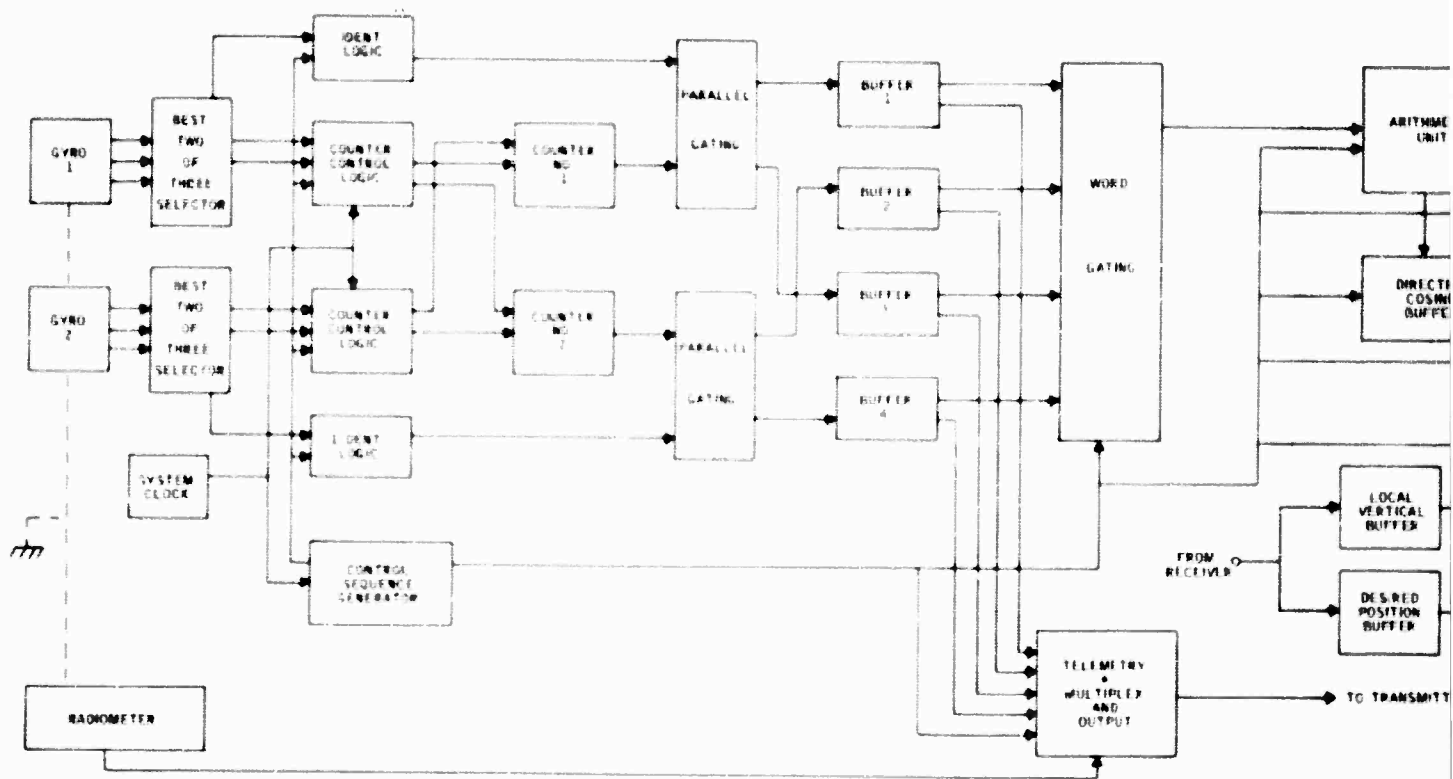 IDENT
LOGIC
BEST
TWO
OF
THREE
SELECTOR
GYRO
1
COUNTER
CONTROL
LOGIC
COUNTER
NO
1
PARALLEL
GATING
BUFFER
1
BUFFER
2
WORD
GATING
ARITHME
UNIT
DIRECTI
COSINE
BUFFE
BEST
TWO
OF
THREE
SELECTOR
GYRO
2
COUNTER
CONTROL
LOGIC
COUNTER
NO
2
PARALLEL
GATING
BUFFER
3
BUFFER
4
IDENT
LOGIC
SYSTEM
CLOCK
CONTROL
SEQUENCE
GENERATOR
LOCAL
VERTICAL
BUFFER
FROM
RECEIVER
DESIRED
POSITION
BUFFER
TELEMETRY
•
MULTIPLEX
AND
OUTPUT
TO TRANSMITT
RADIOMETER